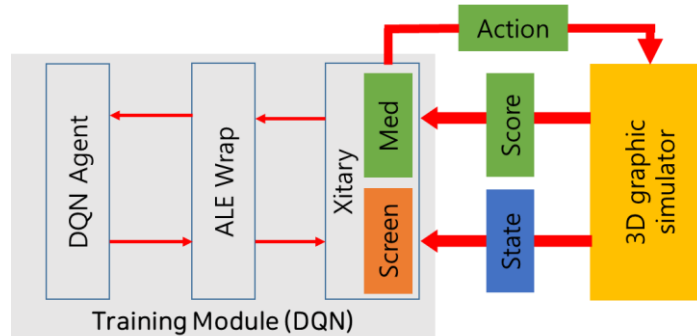 Action
DQN Agent
ALE Wrap
Xitary
Med
Screen
Score
State
3D graphic
simulator
Training Module (DQN)